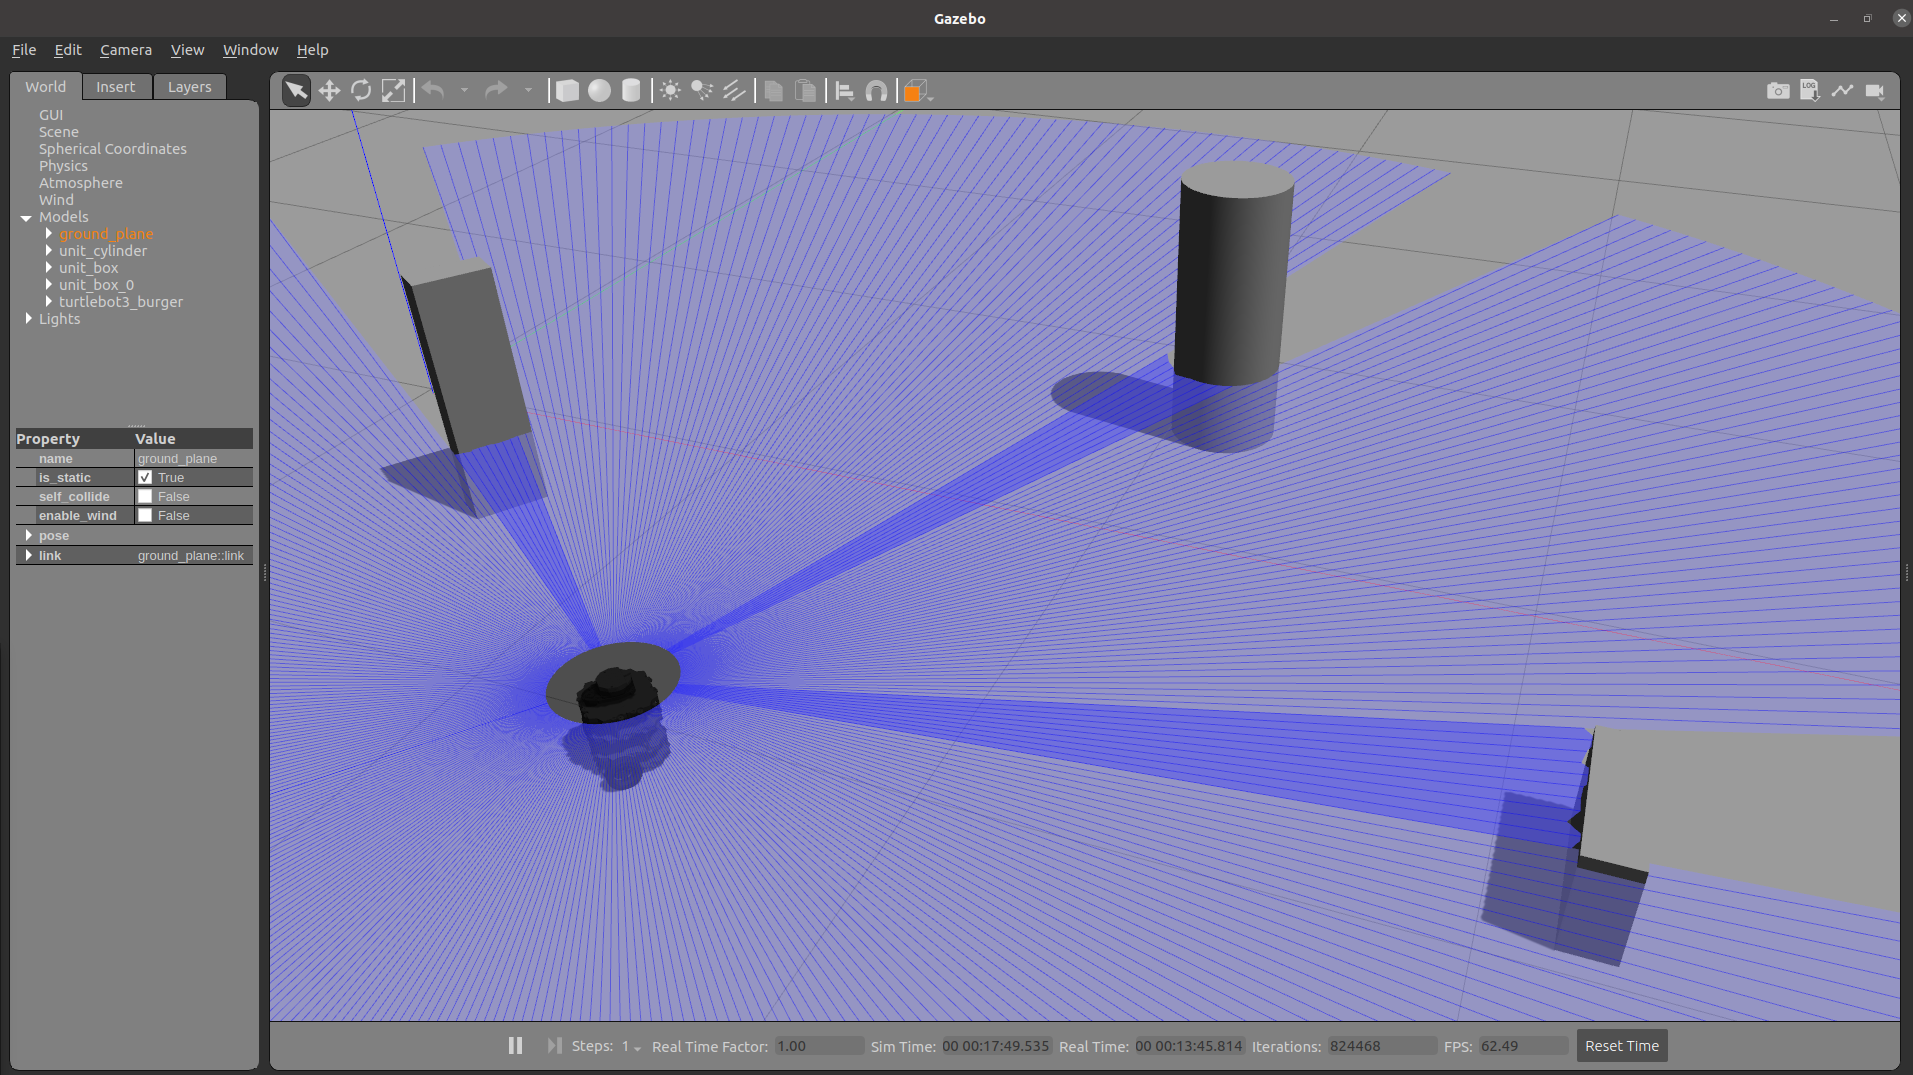 Gazebo
File Edit Camera View Window Help
World Insert Layers
LOG
GUI
Scene
Spherical Coordinates
Physics
Atmosphere
Wind
Models
ground_plane
unit_cylinder
unit_box
unit_box_0
turtlebot3_burger
Lights
Property Value
name ground_plane
is_static True
self_collide False
enable_wind False
pose
link ground_plane::link
Steps: 1 Real Time Factor: 1.00 Sim Time: 00 00:17:49.535 Real Time: 00 00:13:45.814 Iterations: 824468 FPS: 62.49 Reset Time